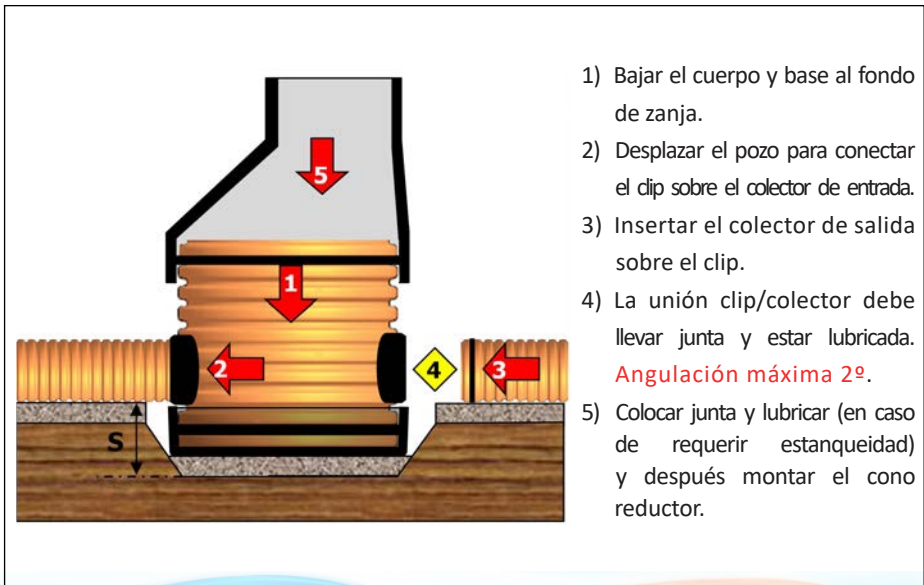 5
1
2
4
3
S
1) Bajar el cuerpo y base al fondo
de zanja.
2) Desplazar el pozo para conectar
el clip sobre el colector de entrada.
3) Insertar el colector de salida
sobre el clip.
4) La unión clip/colector debe
llevar junta y estar lubricada.
Angulación máxima 2º.
5) Colocar junta y lubricar (en caso
de requerir estanqueidad)
y después montar el cono
reductor.